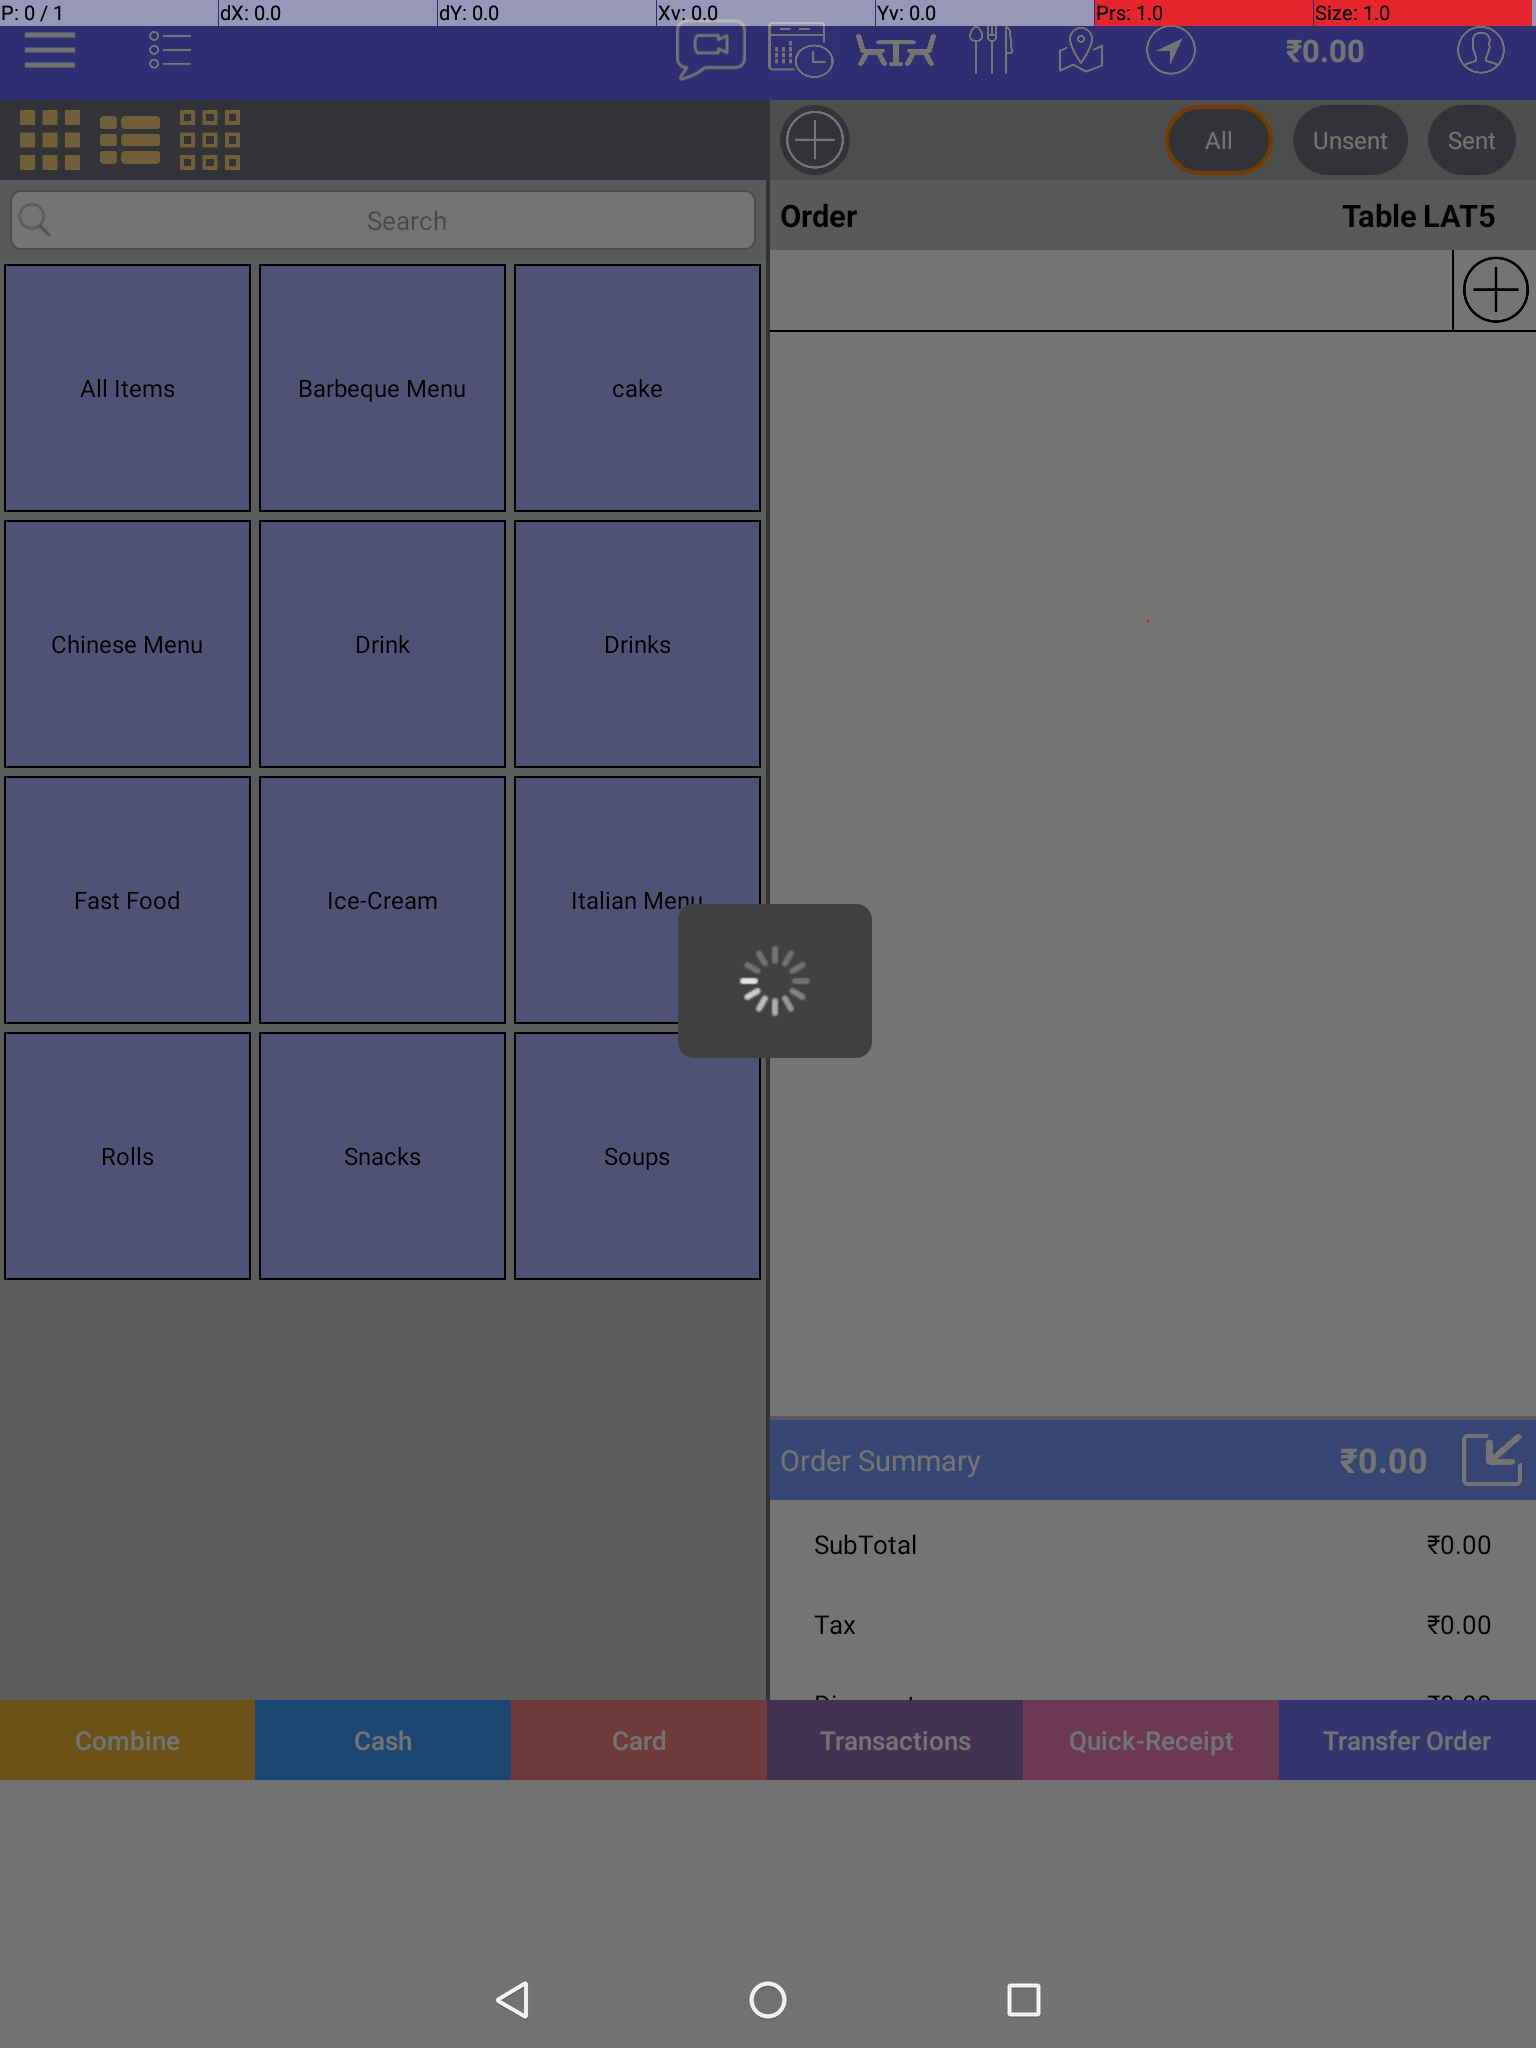 P: 0 / 1 dX: 0.0 dY: 0.0 Xv: 0.0 Yv: 0.0 Prs: 1.0 Size: 1.0
₹0.00
All Unsent Sent
Search
Order Table LAT5
All Items Barbeque Menu cake
Chinese Menu Drink Drinks
Fast Food Ice-Cream Italian Menu
Rolls Snacks Soups
Order Summary ₹0.00
SubTotal ₹0.00
Tax ₹0.00
Combine Cash Card Transactions Quick-Receipt Transfer Order